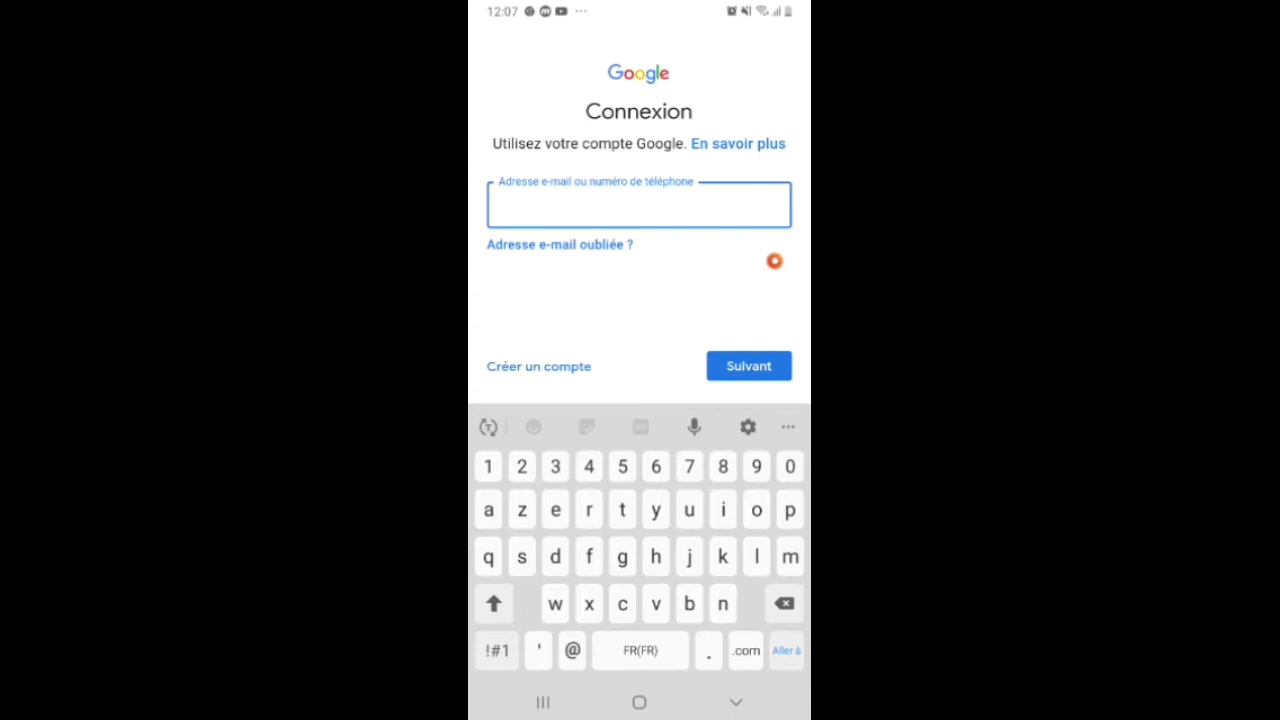 12:07
Google
Connexion
Utilisez votre compte Google. En savoir plus
Adresse e-mail ou numéro de téléphone
Adresse e-mail oubliée ?
Créer un compte
Suivant
1 2 3 4 5 6 7 8 9 0
a z e r t y u i o p
q s d f g h j k l m
w x c v b n
!#1 ' @ FR(FR) . .com Aller à